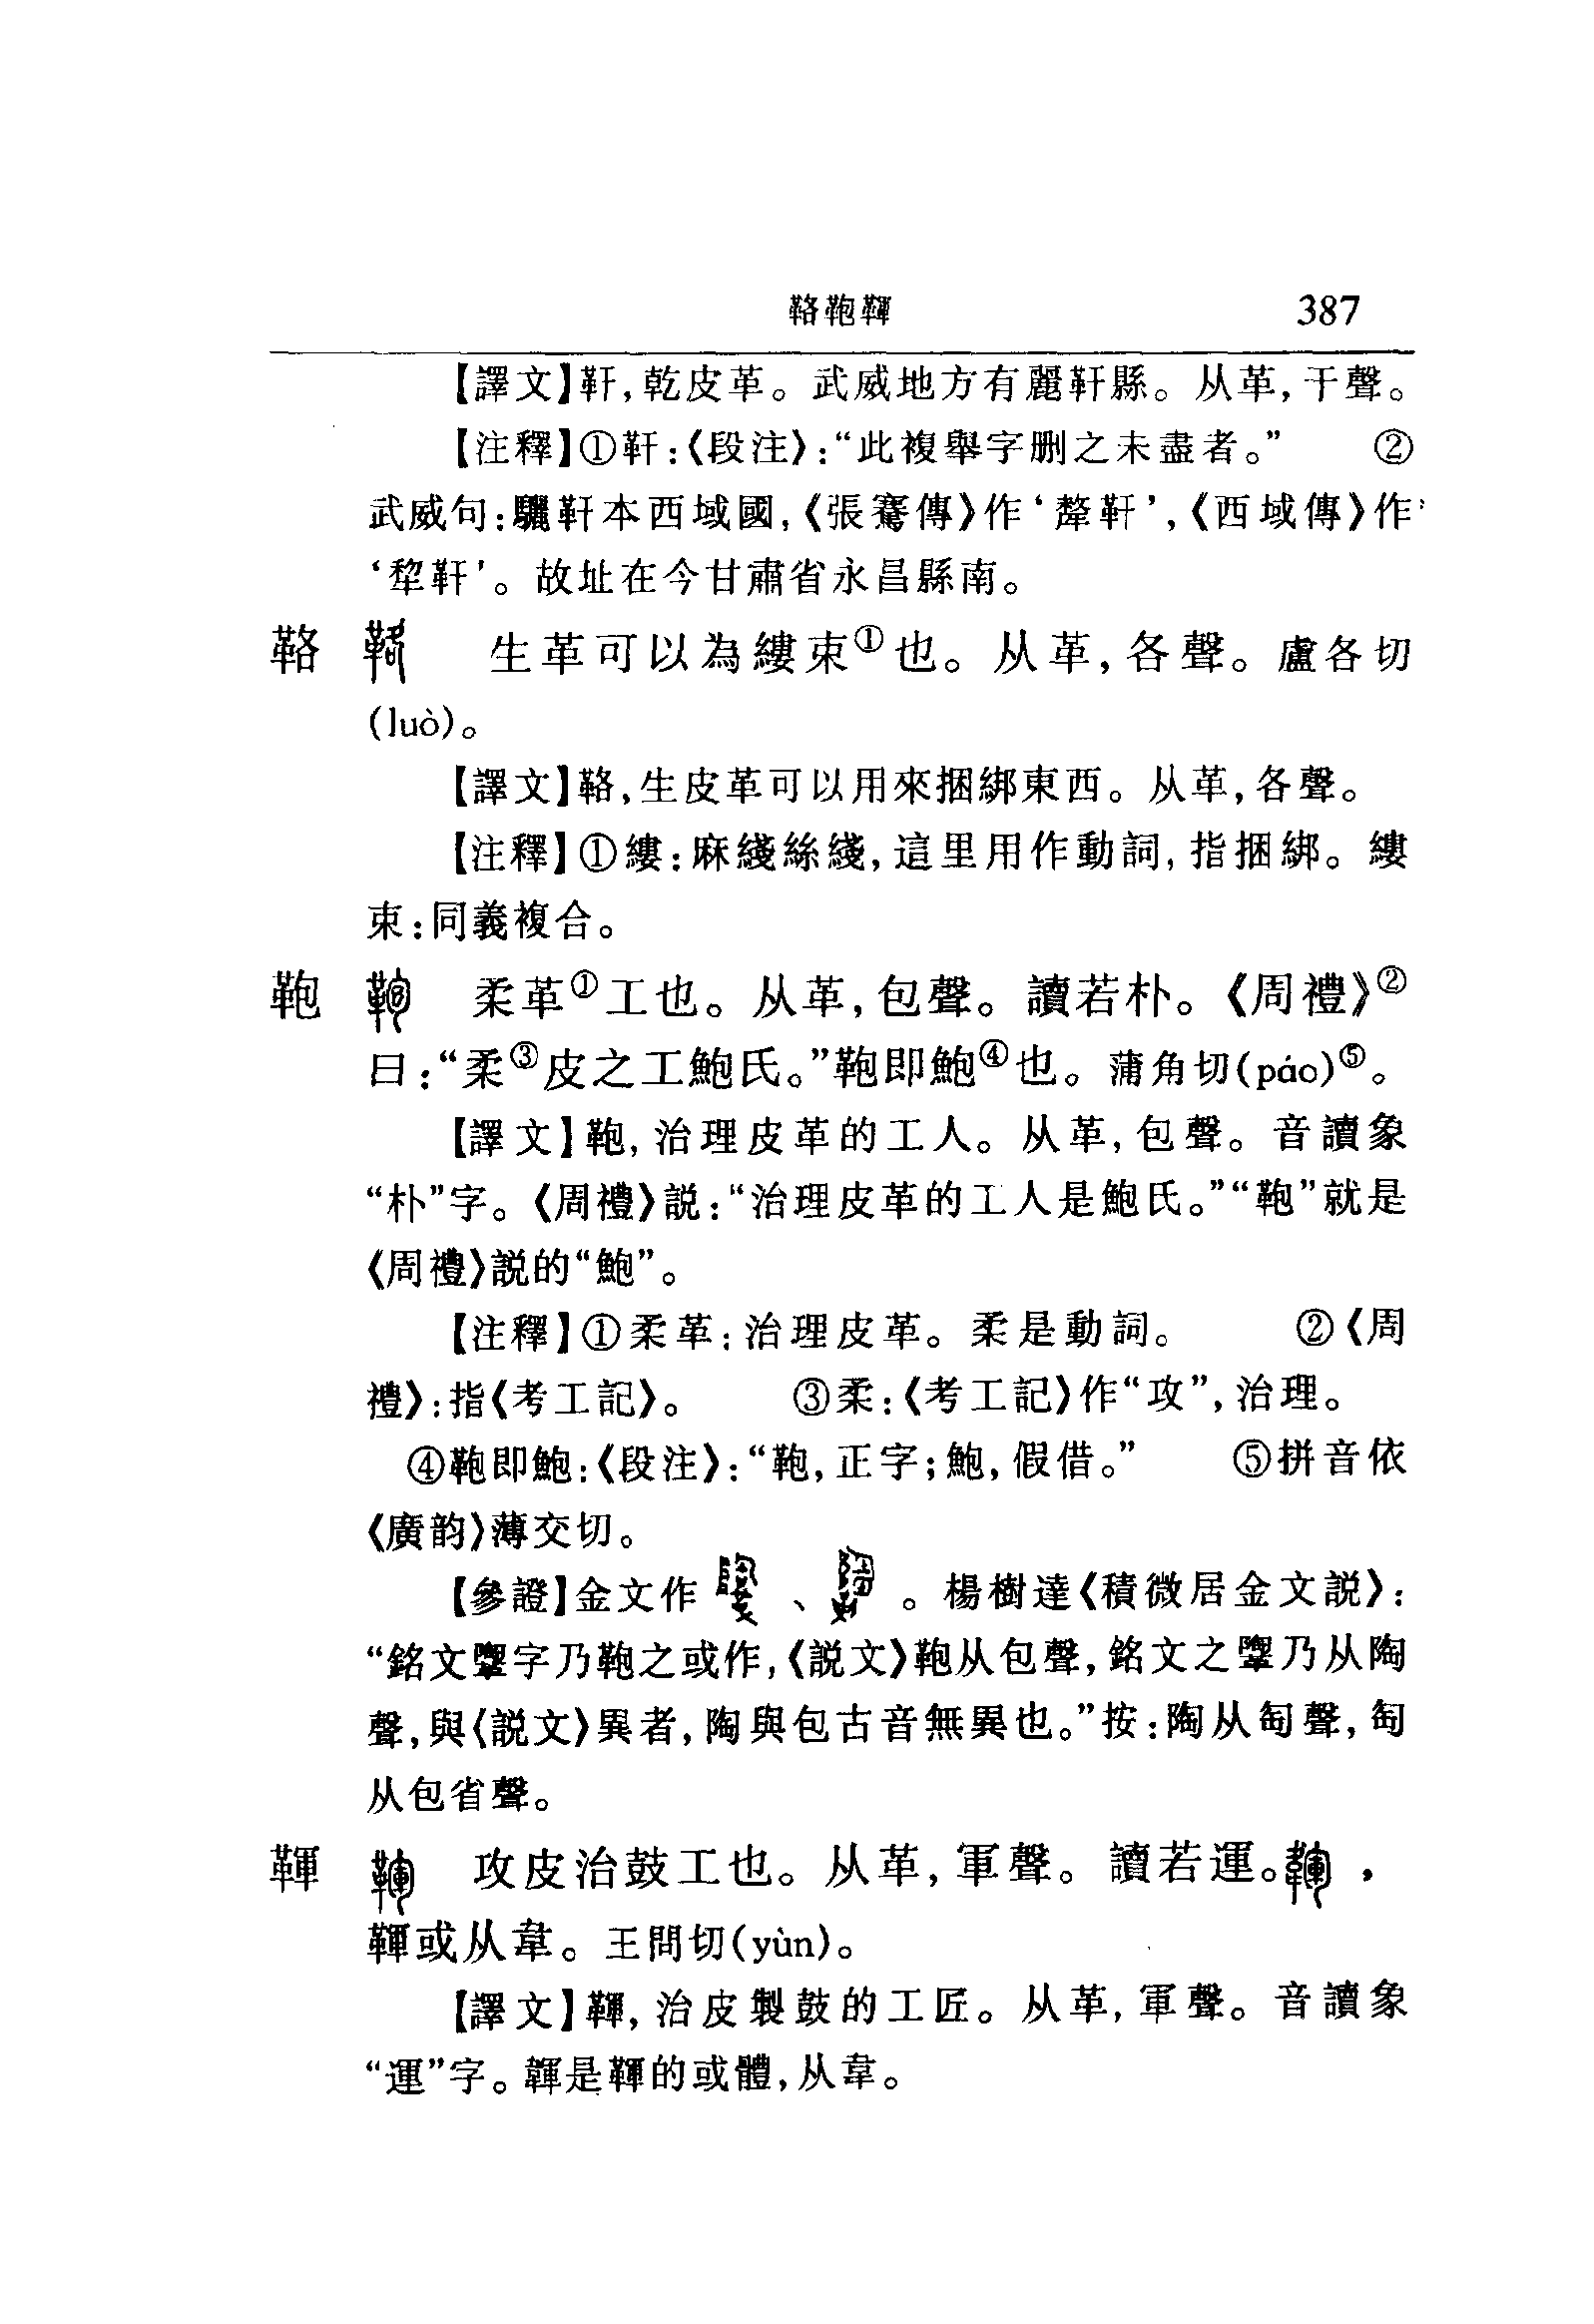 鞈鞄韗 387
【譯文】靬,乾皮革。武威地方有麗靬縣。从革,干聲。
【注釋】①靬:《段注》:“此複舉字刪之未盡者。” ②
武威句:驪靬本西域國,《張騫傳》作‘犛靬’,《西域傳》作
‘犂靬’。故址在今甘肅省永昌縣南。
鞈 生革可以為縷束①也。从革,各聲。盧各切
(luò)。
【譯文】鞈,生皮革可以用來捆綁東西。从革,各聲。
【注釋】①縷:麻綫絲綫,這里用作動詞,指捆綁。縷
束:同義複合。
鞄 柔革①工也。从革,包聲。讀若朴。《周禮》②
曰:“柔③皮之工鮑氏。”鞄即鮑④也。蒲角切(páo)⑤。
【譯文】鞄,治理皮革的工人。从革,包聲。音讀象
“朴”字。《周禮》説:“治理皮革的工人是鮑氏。”“鞄”就是
《周禮》説的“鮑”。
【注釋】①柔革:治理皮革。柔是動詞。 ②《周
禮》:指《考工記》。 ③柔:《考工記》作“攻”,治理。
④鞄即鮑:《段注》:“鞄,正字;鮑,假借。” ⑤拼音依
《廣韵》薄交切。
【參證】金文作 、 。楊樹達《積微居金文説》:
“銘文字乃鞄之或作,《説文》鞄从包聲,銘文之乃从陶
聲,與《説文》異者,陶與包古音無異也。”按:陶从匋聲,匋
从包省聲。
鞸 攻皮治鼓工也。从革,軍聲。讀若運。,
或从韋。王問切(yùn)。
【譯文】,治皮製鼓的工匠。从革,軍聲。音讀象
“運”字。韗是的或體,从韋。